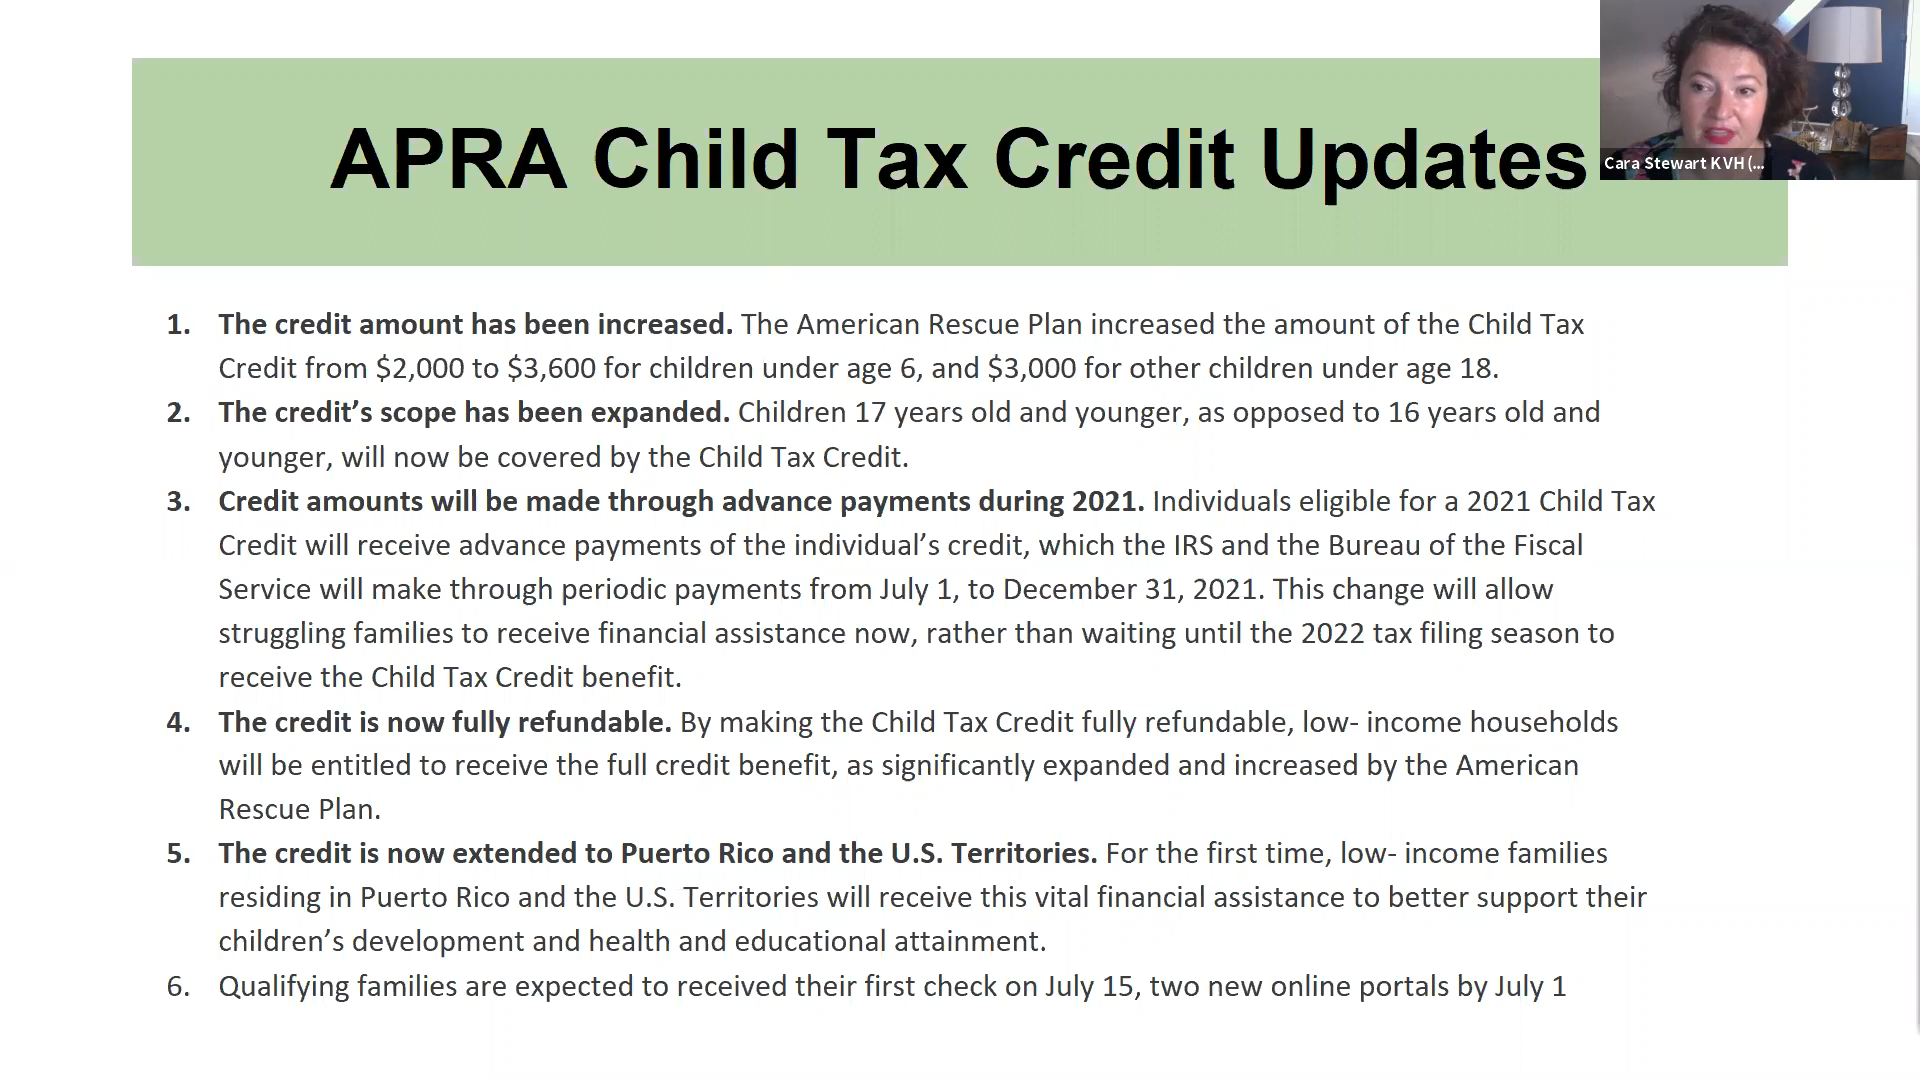 APRA Child Tax Credit Updates
Cara Stewart KVH (...
1. The credit amount has been increased. The American Rescue Plan increased the amount of the Child Tax
Credit from $2,000 to $3,600 for children under age 6, and $3,000 for other children under age 18.
2. The credit’s scope has been expanded. Children 17 years old and younger, as opposed to 16 years old and
younger, will now be covered by the Child Tax Credit.
3. Credit amounts will be made through advance payments during 2021. Individuals eligible for a 2021 Child Tax
Credit will receive advance payments of the individual’s credit, which the IRS and the Bureau of the Fiscal
Service will make through periodic payments from July 1, to December 31, 2021. This change will allow
struggling families to receive financial assistance now, rather than waiting until the 2022 tax filing season to
receive the Child Tax Credit benefit.
4. The credit is now fully refundable. By making the Child Tax Credit fully refundable, low- income households
will be entitled to receive the full credit benefit, as significantly expanded and increased by the American
Rescue Plan.
5. The credit is now extended to Puerto Rico and the U.S. Territories. For the first time, low- income families
residing in Puerto Rico and the U.S. Territories will receive this vital financial assistance to better support their
children’s development and health and educational attainment.
6. Qualifying families are expected to received their first check on July 15, two new online portals by July 1